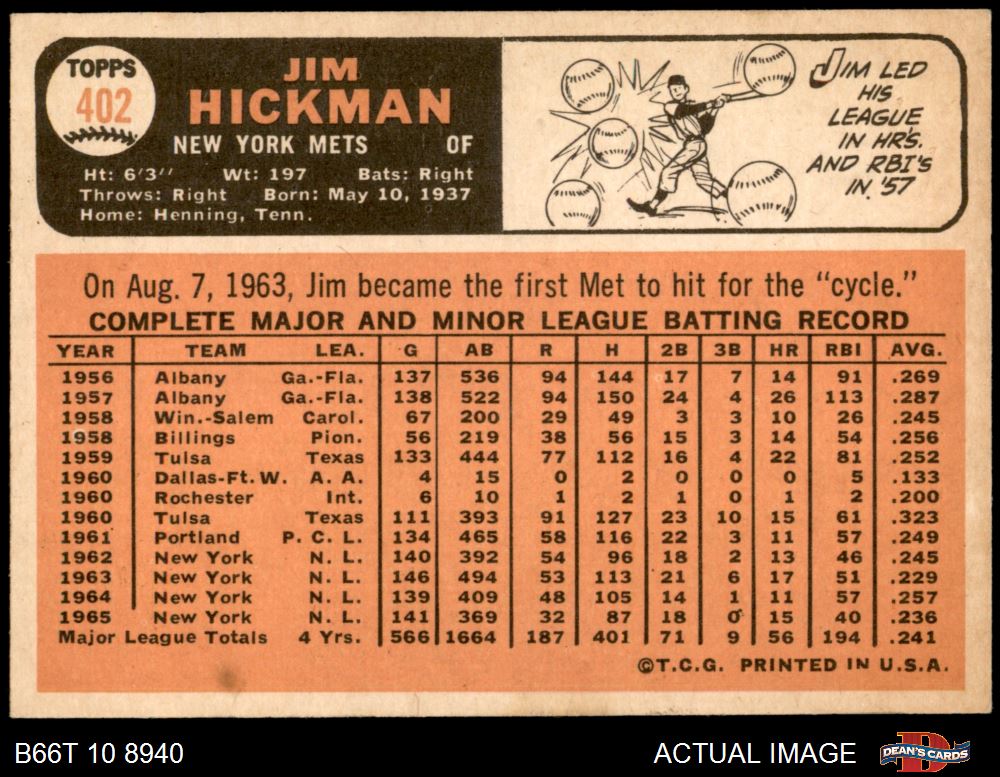 TOPPS
402
JIM
HICKMAN
NEW YORK METS OF
Ht: 6'3" Wt: 197 Bats: Right
Throws: Right Born: May 10, 1937
Home: Henning, Tenn.
JIM LED
HIS
LEAGUE
IN HR'S.
AND RBI'S
IN '57
On Aug. 7, 1963, Jim became the first Met to hit for the "cycle."
COMPLETE MAJOR AND MINOR LEAGUE BATTING RECORD
YEAR TEAM LEA. G AB R H 2B 3B HR RBI AVG.
1956 Albany Ga.-Fla. 137 536 94 144 17 7 14 91 .269
1957 Albany Ga.-Fla. 138 522 94 150 24 4 26 113 .287
1958 Win.-Salem Carol. 67 200 29 49 3 3 10 26 .245
1958 Billings Pion. 56 219 38 56 15 3 14 54 .256
1959 Tulsa Texas 133 444 77 112 16 4 22 81 .252
1960 Dallas-Ft. W. A. A. 4 15 0 2 0 0 0 5 .133
1960 Rochester Int. 6 10 1 2 1 0 1 2 .200
1960 Tulsa Texas 111 393 91 127 23 10 15 61 .323
1961 Portland P. C. L. 134 465 58 116 22 3 11 57 .249
1962 New York N. L. 140 392 54 96 18 2 13 46 .245
1963 New York N. L. 146 494 53 113 21 6 17 51 .229
1964 New York N. L. 139 409 48 105 14 1 11 57 .257
1965 New York N. L. 141 369 32 87 18 0 15 40 .236
Major League Totals 4 Yrs. 566 1664 187 401 71 9 56 194 .241
©T.C.G. PRINTED IN U.S.A.
B66T 10 8940 ACTUAL IMAGE DEAN'S CARDS